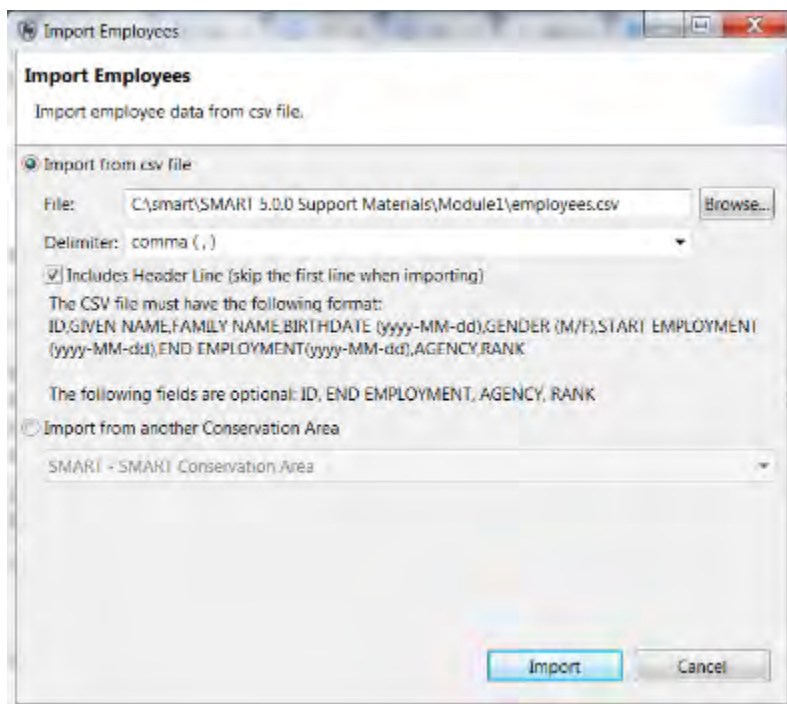 Import Employees
Import Employees
Import employee data from csv file.
Import from csv file
File: C:\smart\SMART 5.0.0 Support Materials\Module1\employees.csv Browse...
Delimiter: comma ( , )
Includes Header Line (skip the first line when importing)
The CSV file must have the following format:
ID,GIVEN NAME,FAMILY NAME,BIRTHDATE (yyyy-MM-dd),GENDER (M/F),START EMPLOYMENT
(yyyy-MM-dd),END EMPLOYMENT(yyyy-MM-dd),AGENCY,RANK
The following fields are optional: ID, END EMPLOYMENT, AGENCY, RANK
Import from another Conservation Area
SMART - SMART Conservation Area
Import Cancel